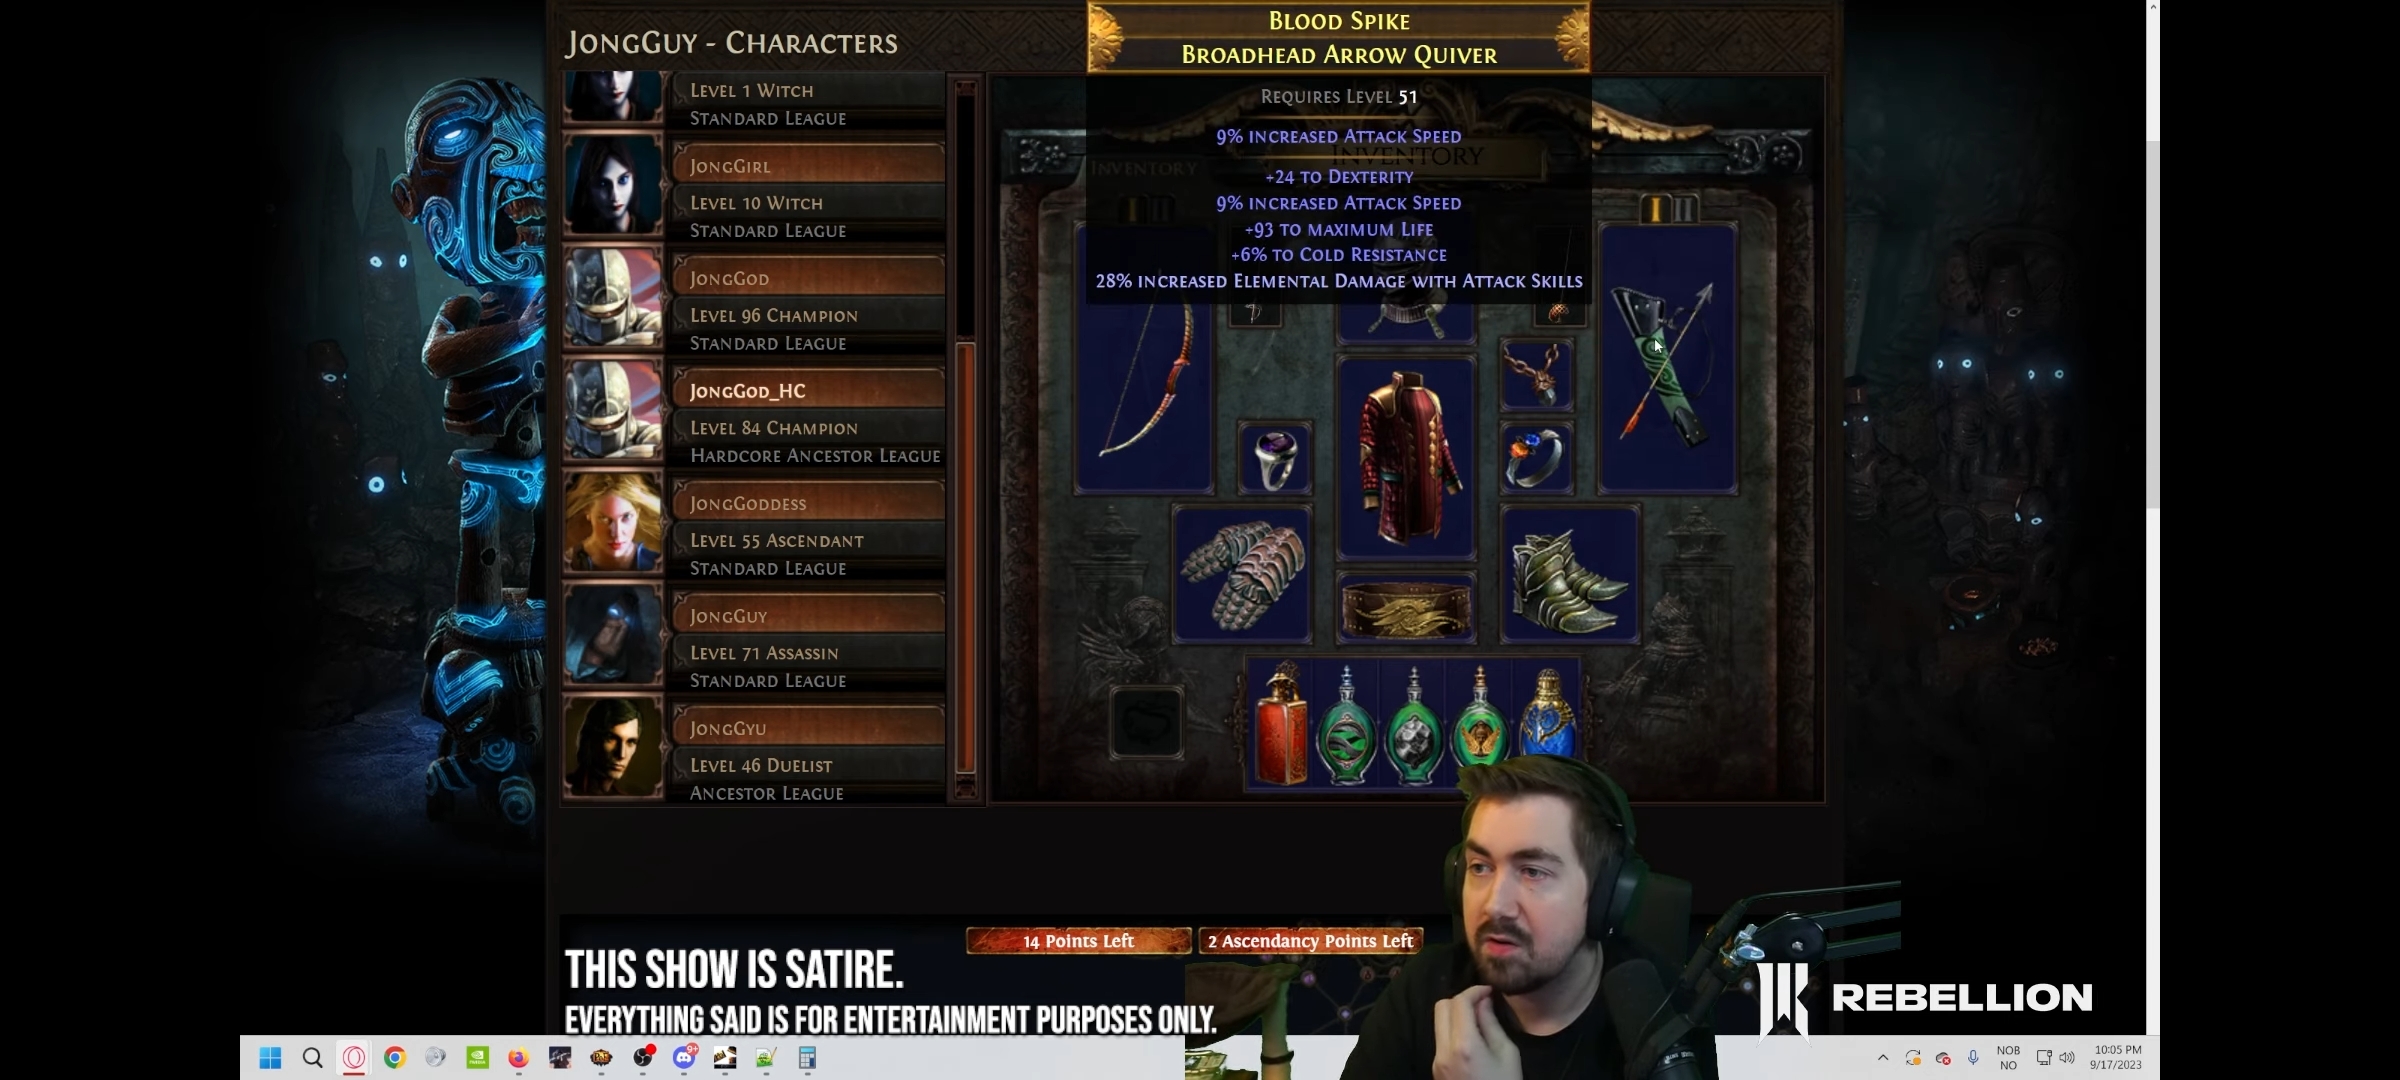 JongGuy - Characters
Level 1 Witch
Standard League
JongGirl
Level 10 Witch
Standard League
JongGod
Level 96 Champion
Standard League
JongGod_HC
Level 84 Champion
Hardcore Ancestor League
JongGoddess
Level 55 Ascendant
Standard League
JongGuy
Level 71 Assassin
Standard League
JongGyu
Level 46 Duelist
Ancestor League
Blood Spike
Broadhead Arrow Quiver
Requires Level 51
9% increased Attack Speed
Inventory
Inventory
+24 to Dexterity
9% increased Attack Speed
+93 to maximum Life
+6% to Cold Resistance
28% increased Elemental Damage with Attack Skills
14 Points Left
2 Ascendancy Points Left
THIS SHOW IS SATIRE.
EVERYTHING SAID IS FOR ENTERTAINMENT PURPOSES ONLY.
REBELLION
9+
NOB
NO
10:05 PM
9/17/2023